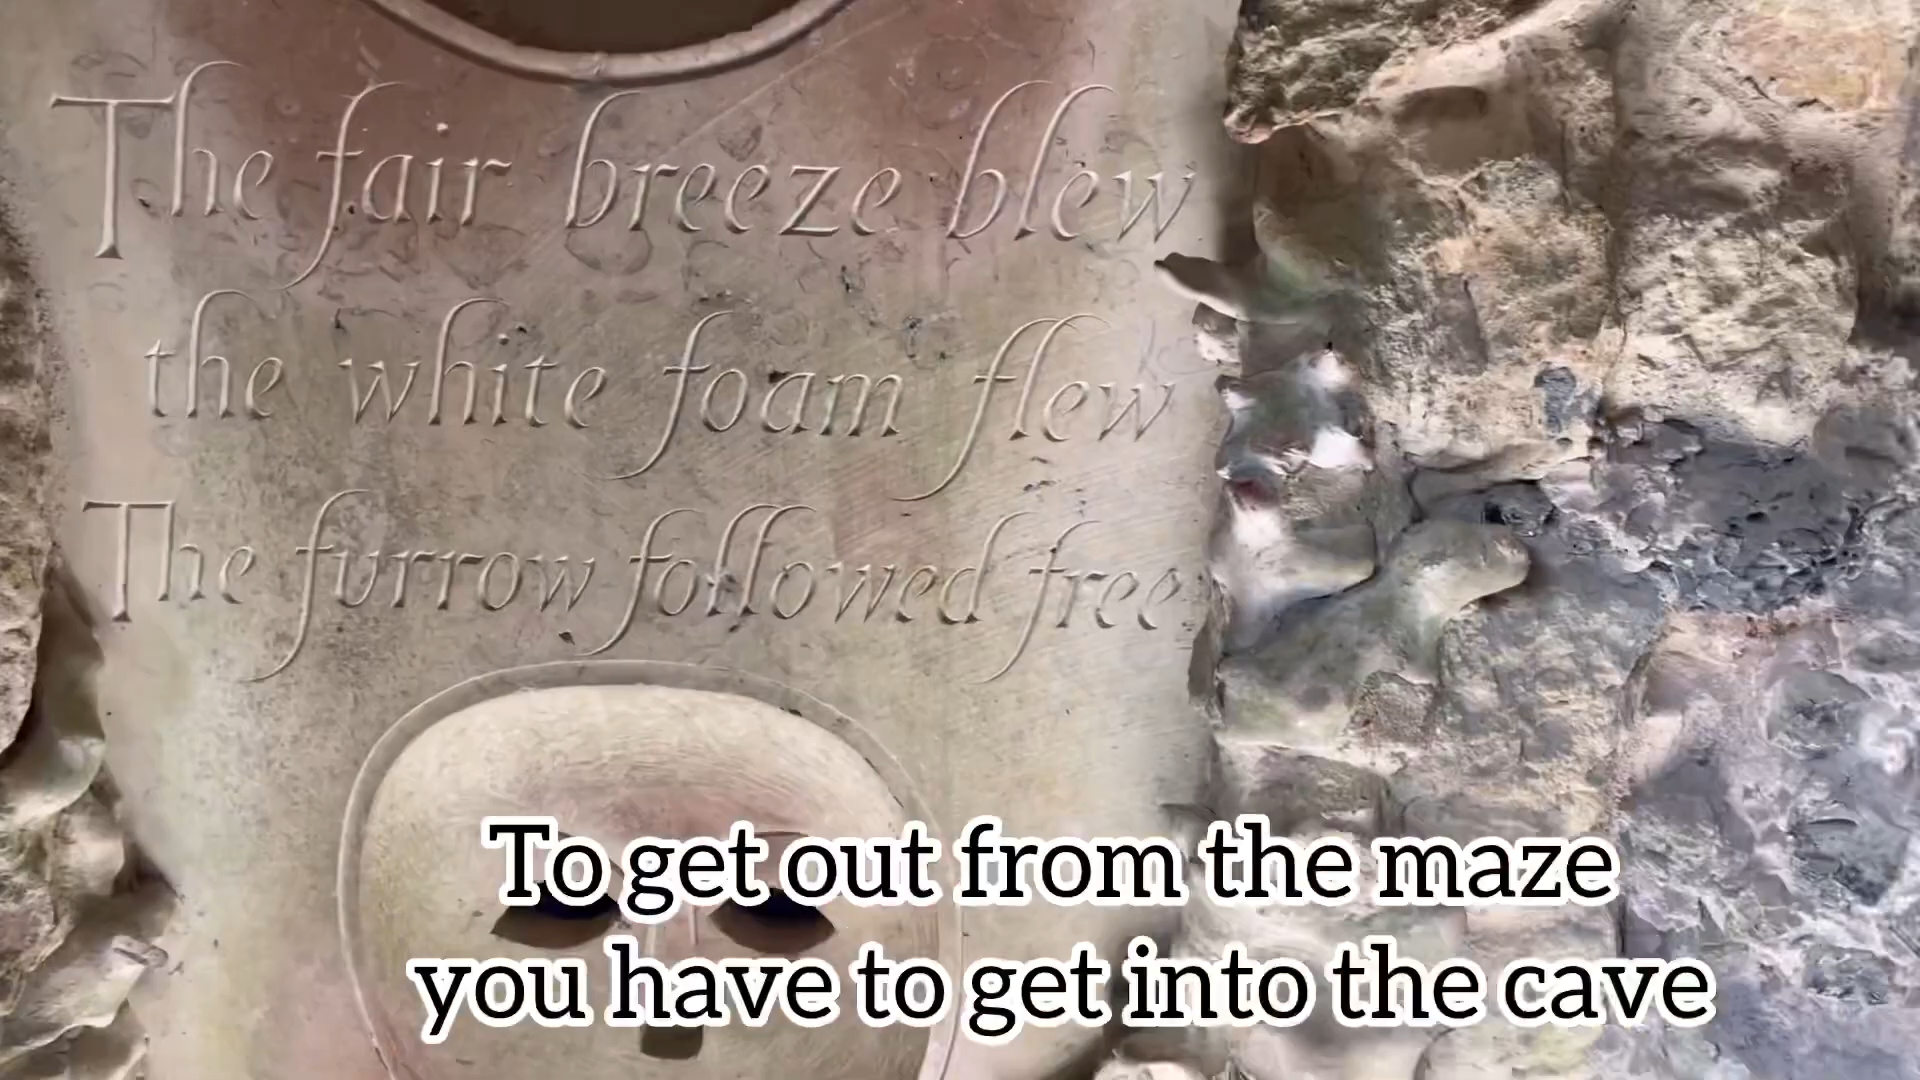 The fair breeze blew
the white foam flew
The furrow followed free
To get out from the maze
you have to get into the cave